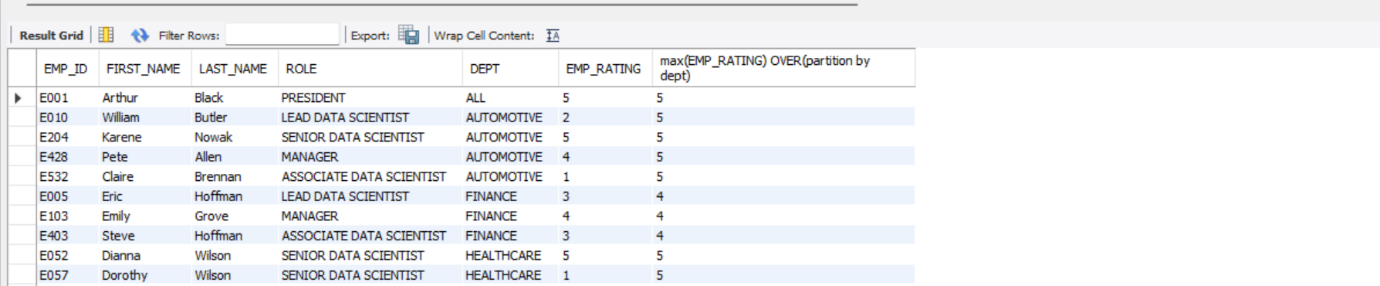 Result Grid Filter Rows: Export: Wrap Cell Content:
EMP_ID FIRST_NAME LAST_NAME ROLE DEPT EMP_RATING max(EMP_RATING) OVER(partition by
dept)
E001 Arthur Black PRESIDENT ALL 5 5
E010 William Butler LEAD DATA SCIENTIST AUTOMOTIVE 2 5
E204 Karene Nowak SENIOR DATA SCIENTIST AUTOMOTIVE 5 5
E428 Pete Allen MANAGER AUTOMOTIVE 4 5
E532 Claire Brennan ASSOCIATE DATA SCIENTIST AUTOMOTIVE 1 5
E005 Eric Hoffman LEAD DATA SCIENTIST FINANCE 3 4
E103 Emily Grove MANAGER FINANCE 4 4
E403 Steve Hoffman ASSOCIATE DATA SCIENTIST FINANCE 3 4
E052 Dianna Wilson SENIOR DATA SCIENTIST HEALTHCARE 5 5
E057 Dorothy Wilson SENIOR DATA SCIENTIST HEALTHCARE 1 5